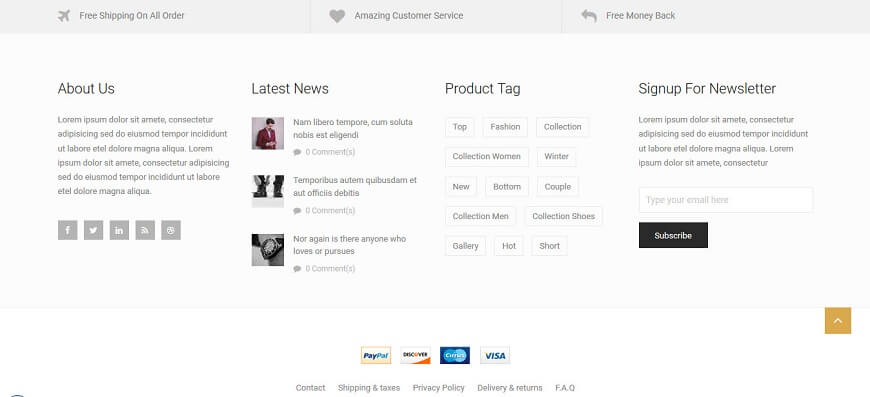 Free Shipping On All Order
Amazing Customer Service
Free Money Back
About Us
Lorem ipsum dolor sit amete, consectetur
adipisicing sed do eiusmod tempor incididunt
ut labore et dolore magna aliqua. Lorem
ipsum dolor sit amete, consectetur adipisicing
sed do eiusmod tempor incididunt ut labore
etel dolore magna aliqua.
Latest News
Nam libero tempore, cum soluta
nobis est eligendi
0 Comment(s)
Temporibus autem quibusdam et
aut officiis debitis
0 Comment(s)
Nor again is there anyone who
loves or pursues
0 Comment(s)
Product Tag
Top Fashion Collection
Collection Women Winter
New Bottom Couple
Collection Men Collection Shoes
Gallery Hot Short
Signup For Newsletter
Lorem ipsum dolor sit amete, consectetur
adipisicing sed do eiusmod tempor incididunt
ut labore et dolore magna aliqua. Lorem
ipsum dolor sit amete, consectetur
Type your email here
Subscribe
PayPal DISCOVER Cirrus VISA
Contact Shipping & taxes Privacy Policy Delivery & returns F.A.Q